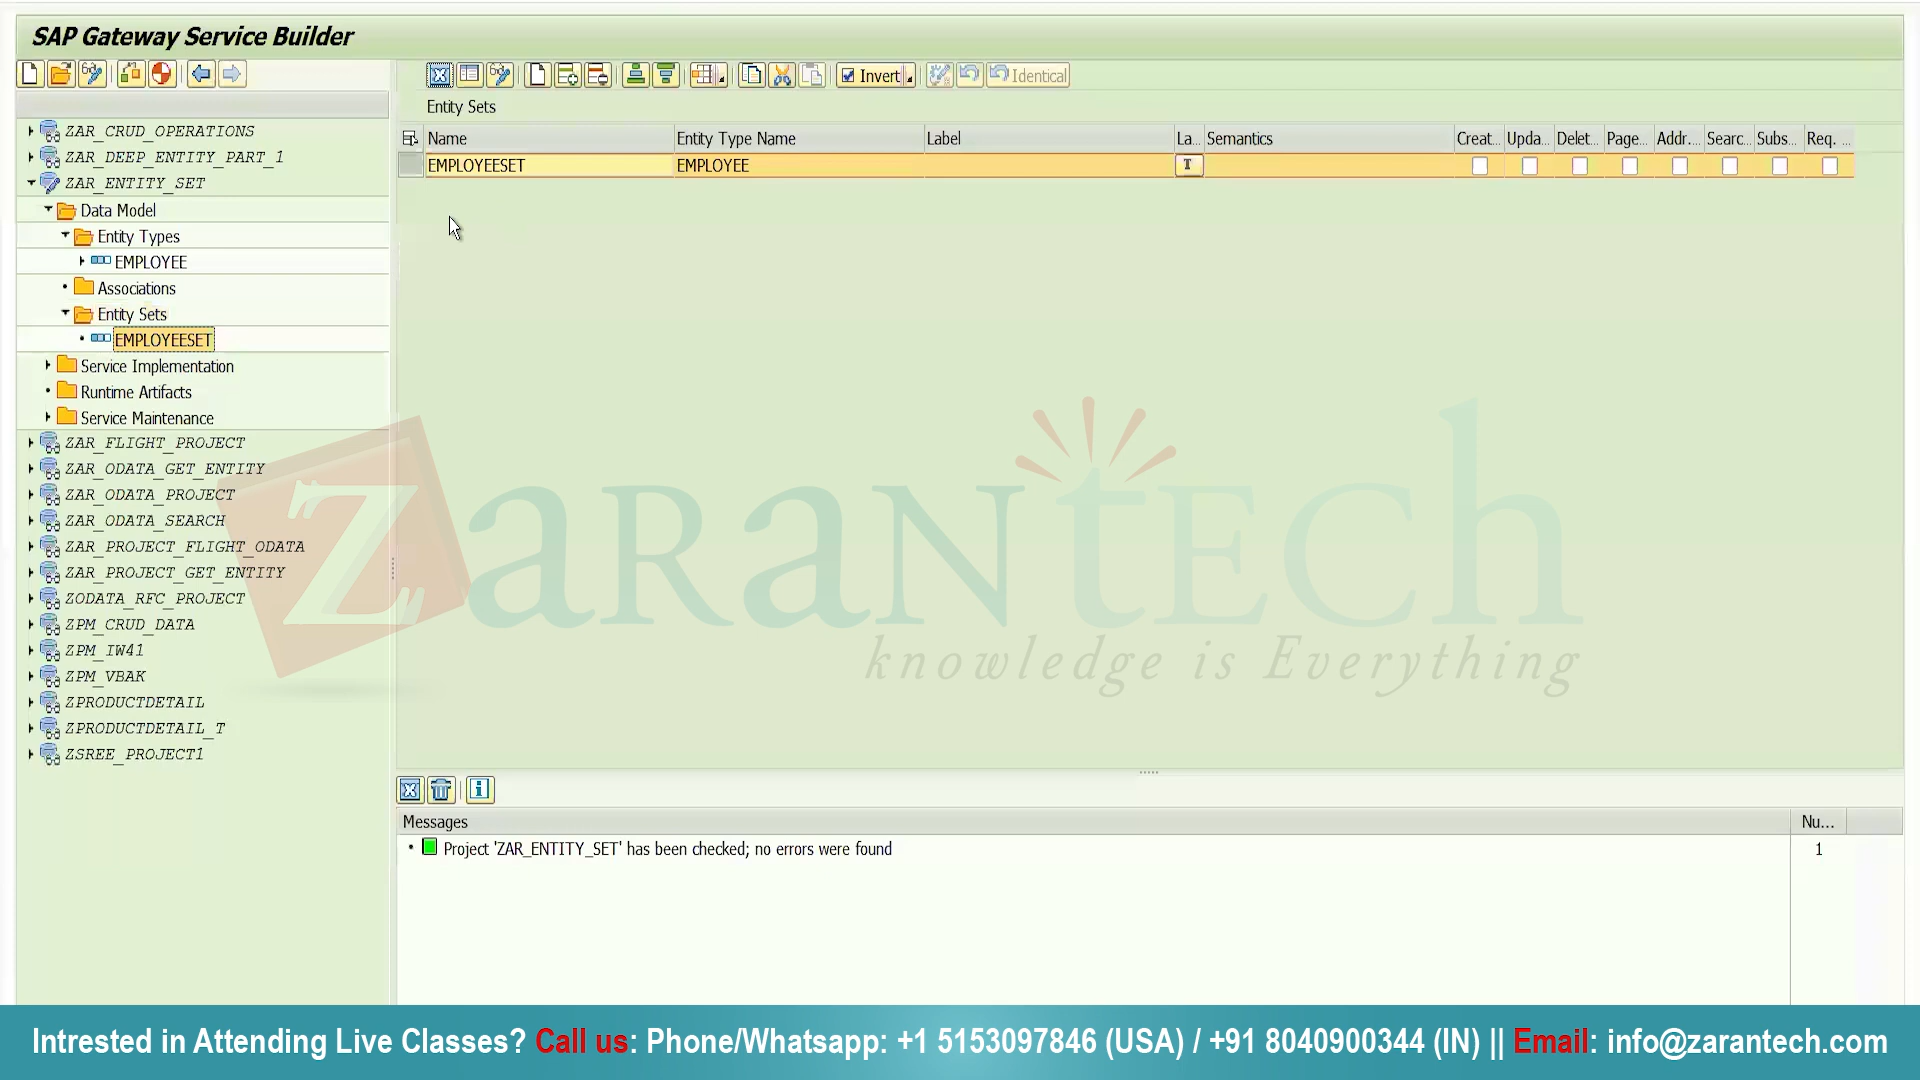 SAP Gateway Service Builder
Invert
Identical
Entity Sets
Name Entity Type Name Label La... Semantics Creat... Upda... Delet... Page... Addr.... Searc... Subs... Req. ...
EMPLOYEESET EMPLOYEE T
ZAR_CRUD_OPERATIONS
ZAR_DEEP_ENTITY_PART_1
ZAR_ENTITY_SET
Data Model
Entity Types
EMPLOYEE
Associations
Entity Sets
EMPLOYEESET
Service Implementation
Runtime Artifacts
Service Maintenance
ZAR_FLIGHT_PROJECT
ZAR_ODATA_GET_ENTITY
ZAR_ODATA_PROJECT
ZAR_ODATA_SEARCH
ZAR_PROJECT_FLIGHT_ODATA
ZAR_PROJECT_GET_ENTITY
ZODATA_RFC_PROJECT
ZPM_CRUD_DATA
ZPM_IW41
ZPM_VBAK
ZPRODUCTDETAIL
ZPRODUCTDETAIL_T
ZSREE_PROJECT1
ZaRaN tECh
knowledge is Everything
Messages Nu...
Project 'ZAR_ENTITY_SET' has been checked; no errors were found 1
Intrested in Attending Live Classes? Call us: Phone/Whatsapp: +1 5153097846 (USA) / +91 8040900344 (IN) || Email: info@zarantech.com